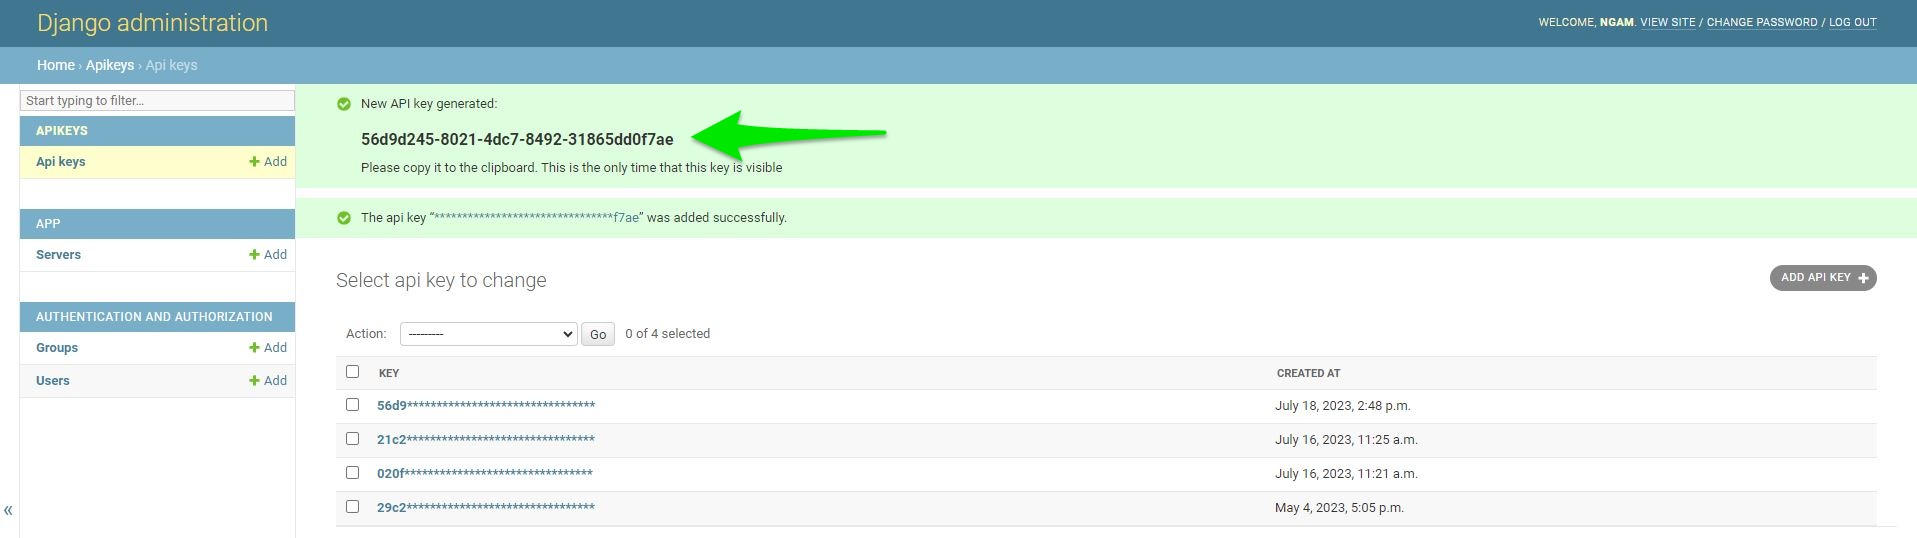 Django administration
WELCOME, NGAM. VIEW SITE / CHANGE PASSWORD / LOG OUT
Home › Apikeys › Api keys
Start typing to filter...
APIKEYS
Api keys + Add
APP
Servers + Add
AUTHENTICATION AND AUTHORIZATION
Groups + Add
Users + Add
«
New API key generated:
56d9d245-8021-4dc7-8492-31865dd0f7ae
Please copy it to the clipboard. This is the only time that this key is visible
The api key “********************************f7ae” was added successfully.
Select api key to change
ADD API KEY +
Action: --------- Go 0 of 4 selected
KEY CREATED AT
56d9******************************** July 18, 2023, 2:48 p.m.
21c2******************************** July 16, 2023, 11:25 a.m.
020f******************************** July 16, 2023, 11:21 a.m.
29c2******************************** May 4, 2023, 5:05 p.m.